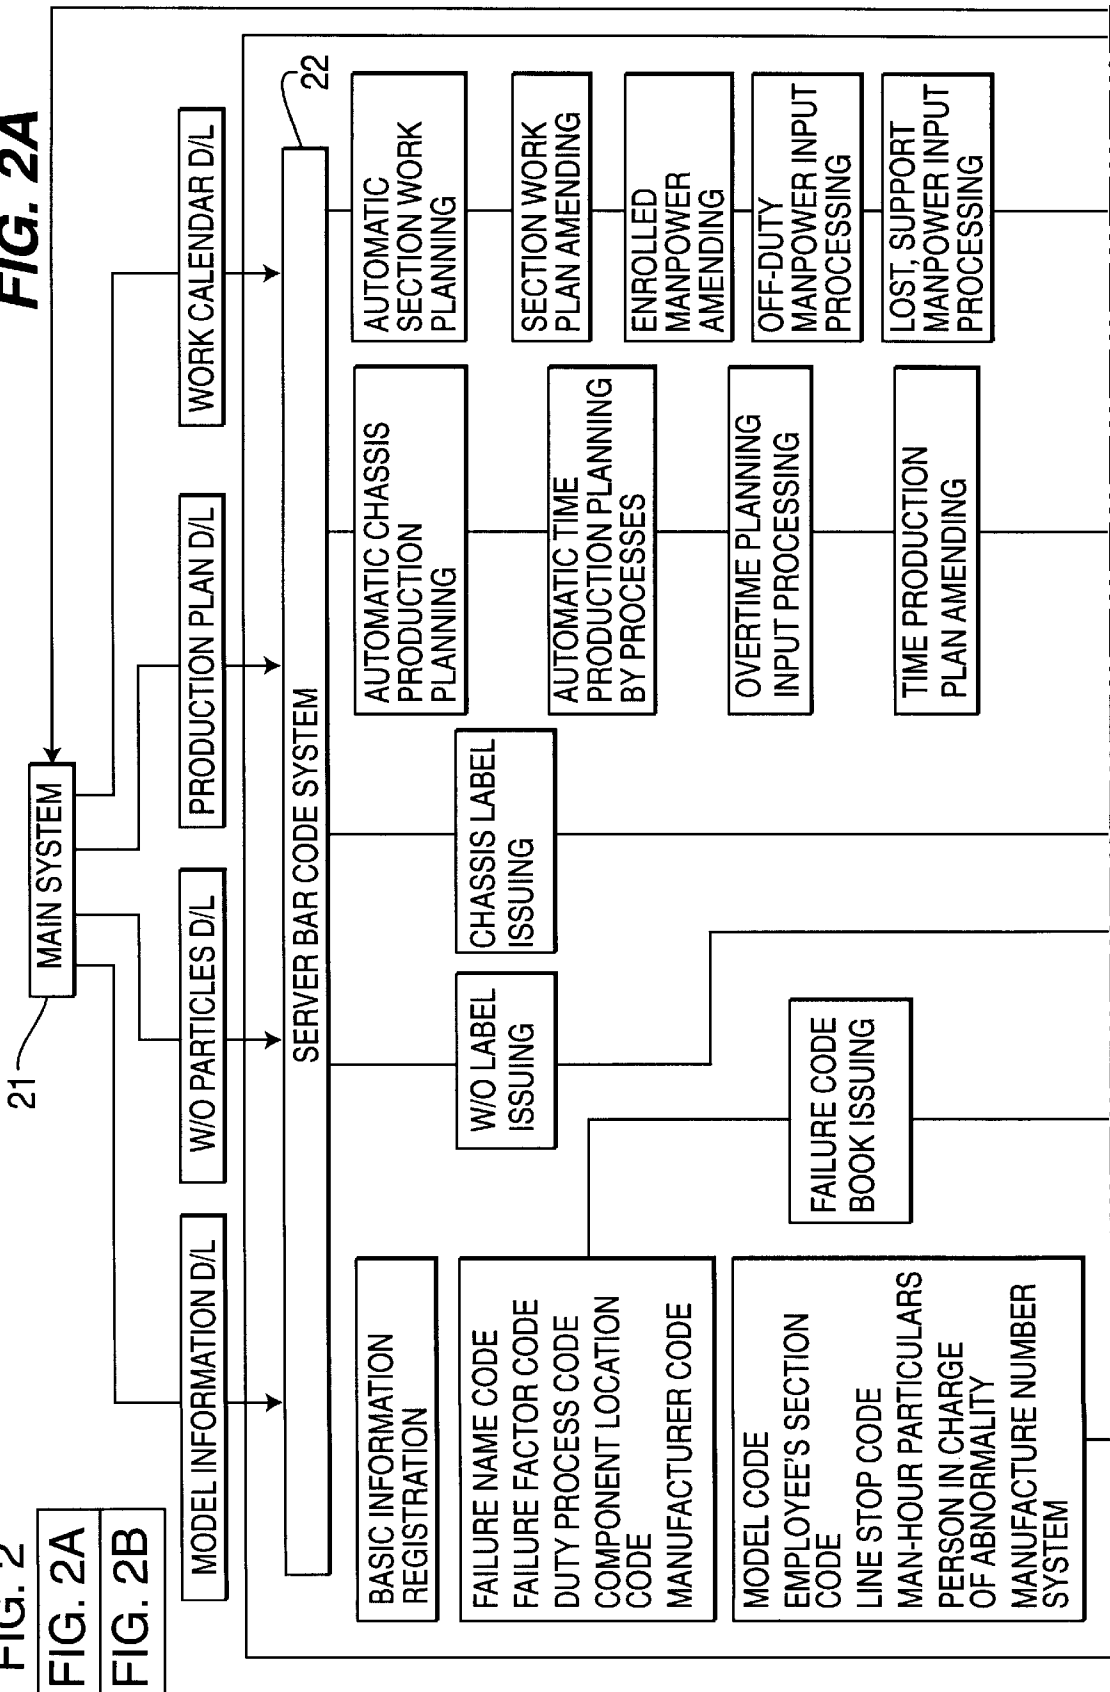 FIG. 2
FIG. 2A
FIG. 2B
FIG. 2A
21
MAIN SYSTEM
MODEL INFORMATION D/L
W/O PARTICLES D/L
PRODUCTION PLAN D/L
WORK CALENDAR D/L
SERVER BAR CODE SYSTEM
22
BASIC INFORMATION
REGISTRATION
FAILURE NAME CODE
FAILURE FACTOR CODE
DUTY PROCESS CODE
COMPONENT LOCATION
CODE
MANUFACTURER CODE
MODEL CODE
EMPLOYEE'S SECTION
CODE
LINE STOP CODE
MAN-HOUR PARTICULARS
PERSON IN CHARGE
OF ABNORMALITY
MANUFACTURE NUMBER
SYSTEM
FAILURE CODE
BOOK ISSUING
W/O LABEL
ISSUING
CHASSIS LABEL
ISSUING
AUTOMATIC CHASSIS
PRODUCTION
PLANNING
AUTOMATIC TIME
PRODUCTION PLANNING
BY PROCESSES
OVERTIME PLANNING
INPUT PROCESSING
TIME PRODUCTION
PLAN AMENDING
AUTOMATIC
SECTION WORK
PLANNING
SECTION WORK
PLAN AMENDING
ENROLLED
MANPOWER
AMENDING
OFF-DUTY
MANPOWER INPUT
PROCESSING
LOST, SUPPORT
MANPOWER INPUT
PROCESSING